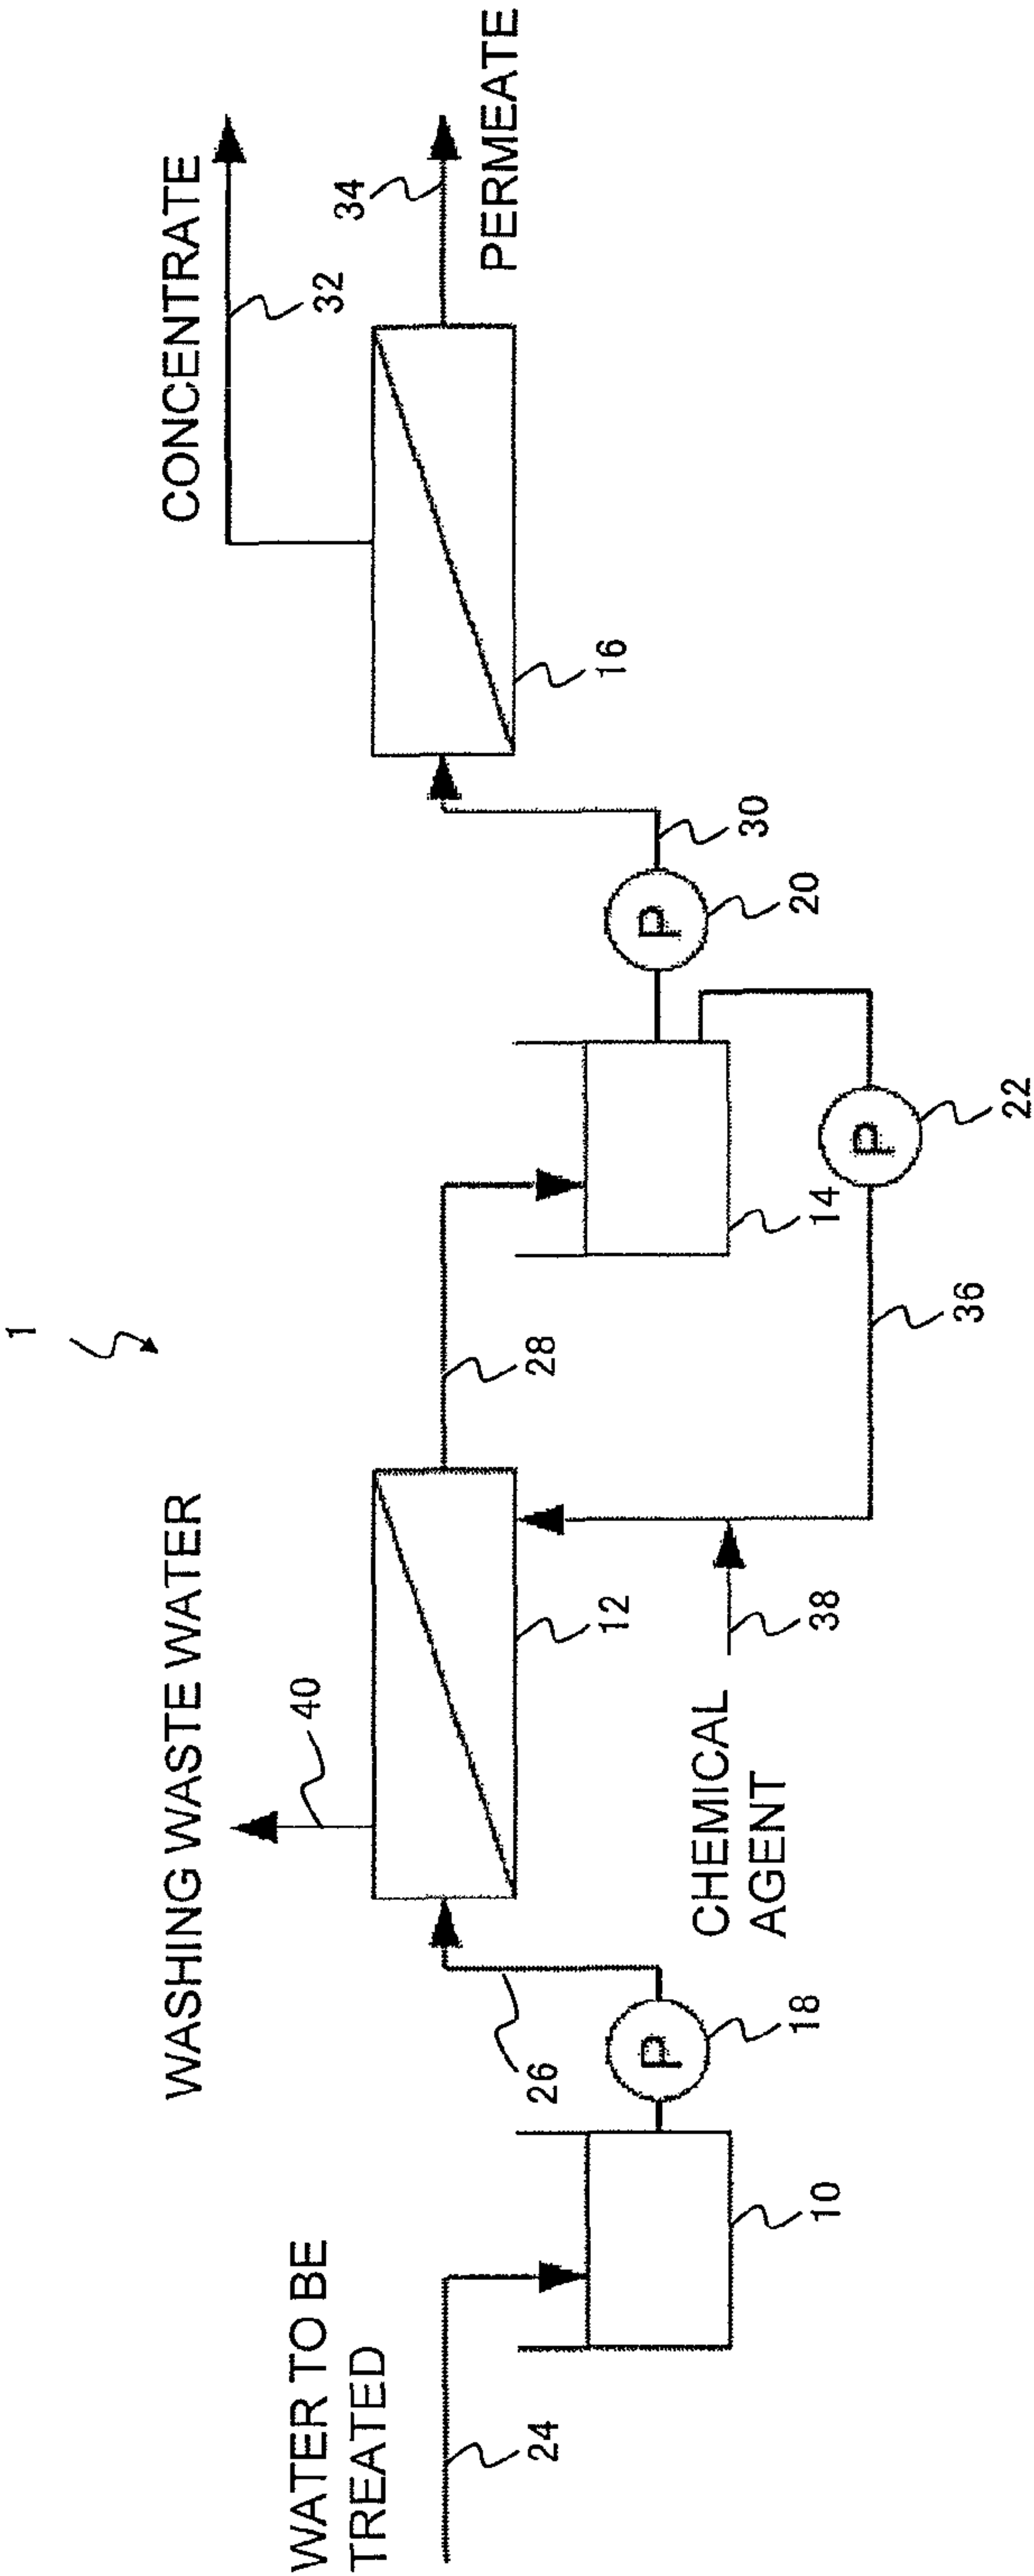 1
WASHING WASTE WATER
CONCENTRATE
40
32
WATER TO BE
TREATED
24
26
28
34
PERMEATE
12
16
P
18
10
CHEMICAL
AGENT
38
14
P
20
30
36
P
22